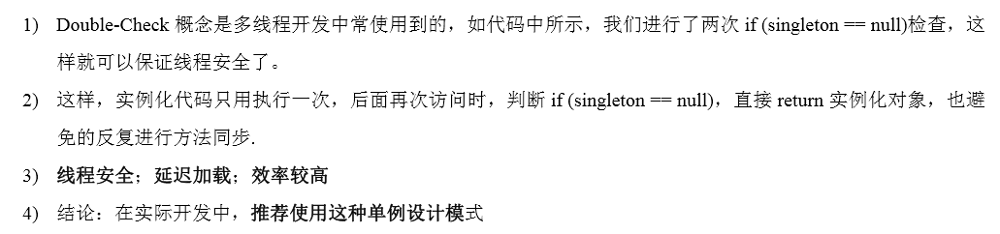 1) Double-Check 概念是多线程开发中常使用到的，如代码中所示，我们进行了两次 if (singleton == null)检查，这
样就可以保证线程安全了。
2) 这样，实例化代码只用执行一次，后面再次访问时，判断 if (singleton == null)，直接 return 实例化对象，也避
免的反复进行方法同步.
3) 线程安全；延迟加载；效率较高
4) 结论：在实际开发中，推荐使用这种单例设计模式